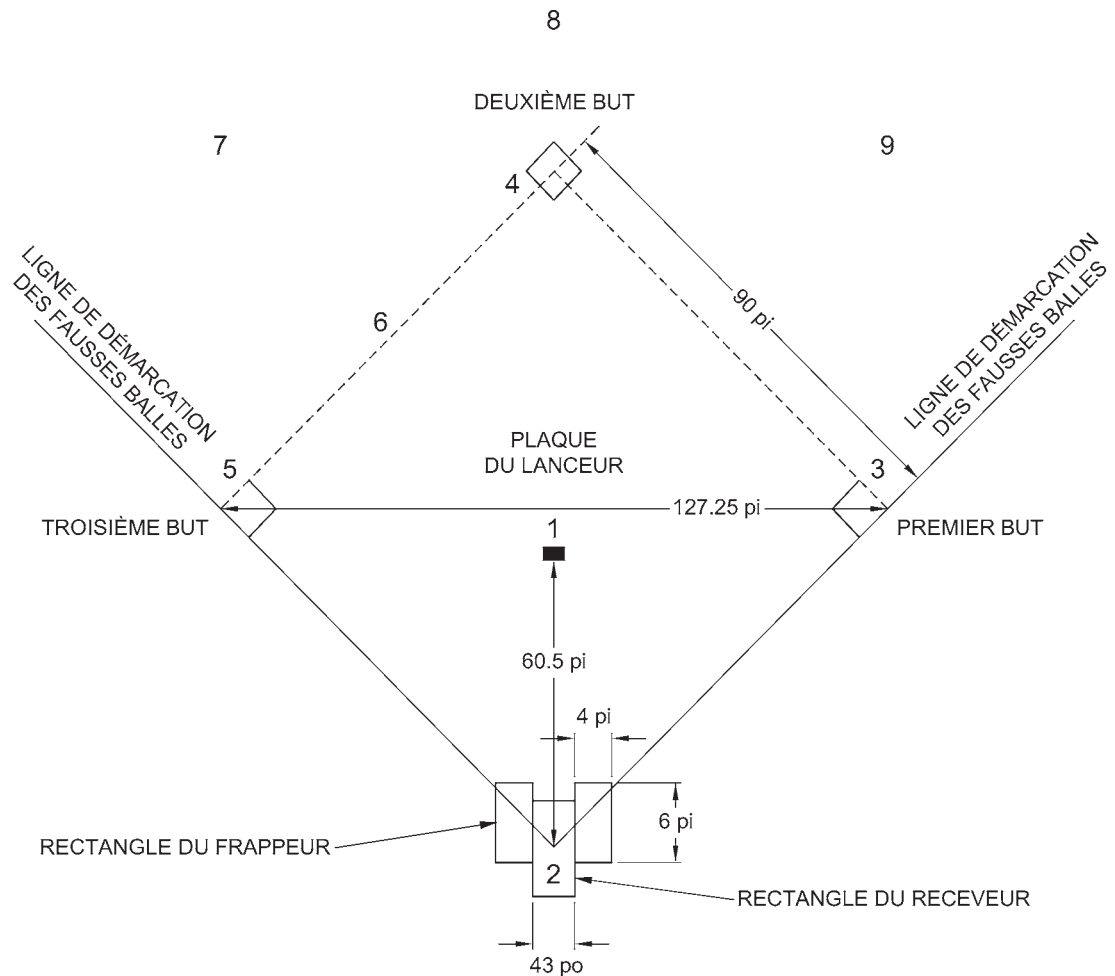 8
DEUXIÈME BUT
7
9
4
LIGNE DE DÉMARCATION
DES FAUSSES BALLES
90 pi
LIGNE DE DÉMARCATION
DES FAUSSES BALLES
6
PLAQUE
DU LANCEUR
5
3
127.25 pi
TROISIÈME BUT
1
PREMIER BUT
60.5 pi
4 pi
6 pi
RECTANGLE DU FRAPPEUR
2
RECTANGLE DU RECEVEUR
43 po